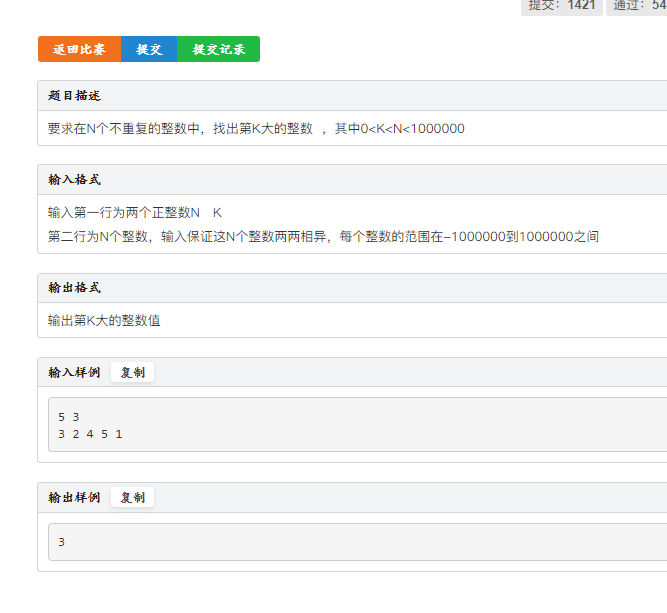 提交：1421 通过：54
返回比赛 提交 提交记录
题目描述
要求在N个不重复的整数中，找出第K大的整数 ，其中0<K<N<1000000
输入格式
输入第一行为两个正整数N K
第二行为N个整数，输入保证这N个整数两两相异，每个整数的范围在-1000000到1000000之间
输出格式
输出第K大的整数值
输入样例 复制
5 3
3 2 4 5 1
输出样例 复制
3